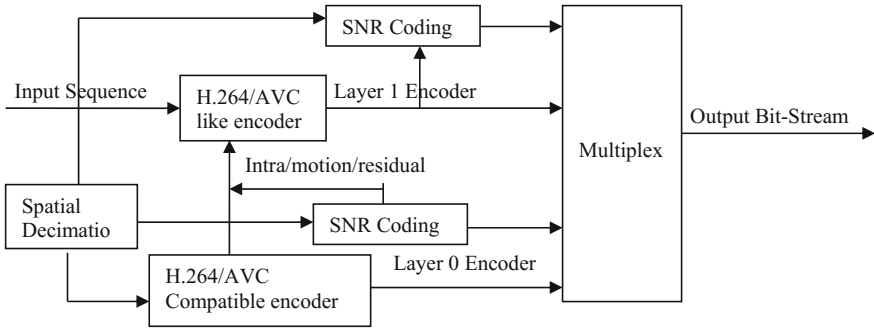 SNR Coding
Input Sequence
H.264/AVC
like encoder
Layer 1 Encoder
Output Bit-Stream
Multiplex
Intra/motion/residual
Spatial
Decimatio
SNR Coding
Layer 0 Encoder
H.264/AVC
Compatible encoder